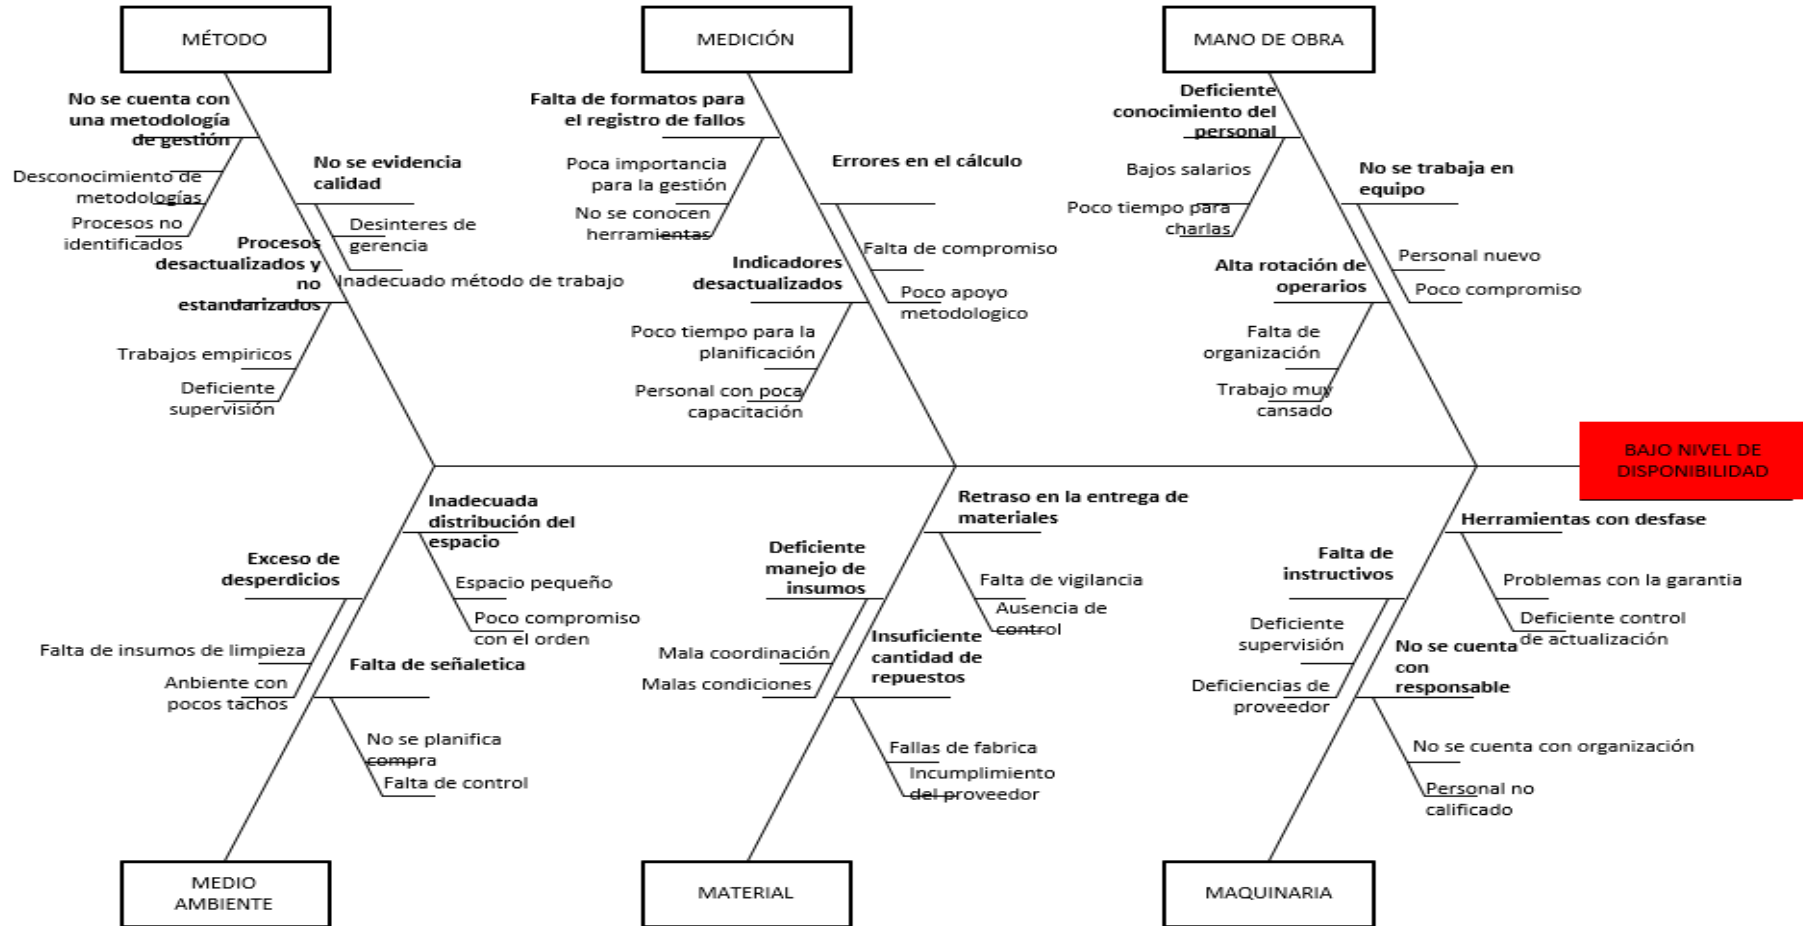 MÉTODO
MEDICIÓN
MANO DE OBRA
No se cuenta con
una metodología
de gestión
Desconocimiento de
metodologías
Procesos no
identificados
No se evidencia
calidad
Desinteres de
gerencia
Inadecuado método de trabajo
Procesos
desactualizados y
no
estandarizados
Trabajos empiricos
Deficiente
supervisión
Falta de formatos para
el registro de fallos
Poca importancia
para la gestión
No se conocen
herramientas
Errores en el cálculo
Falta de compromiso
Poco apoyo
metodologico
Indicadores
desactualizados
Poco tiempo para la
planificación
Personal con poca
capacitación
Deficiente
conocimiento del
personal
Bajos salarios
Poco tiempo para
charlas
No se trabaja en
equipo
Personal nuevo
Poco compromiso
Alta rotación de
operarios
Falta de
organización
Trabajo muy
cansado
BAJO NIVEL DE
DISPONIBILIDAD
Inadecuada
distribución del
espacio
Espacio pequeño
Poco compromiso
con el orden
Exceso de
desperdicios
Falta de insumos de limpieza
Anbiente con
pocos tachos
Falta de señaletica
No se planifica
compra
Falta de control
Retraso en la entrega de
materiales
Falta de vigilancia
Ausencia de
control
Deficiente
manejo de
insumos
Mala coordinación
Malas condiciones
Insuficiente
cantidad de
repuestos
Fallas de fabrica
Incumplimiento
del proveedor
Herramientas con desfase
Problemas con la garantia
Deficiente control
de actualización
Falta de
instructivos
Deficiente
supervisión
Deficiencias de
proveedor
No se cuenta
con
responsable
No se cuenta con organización
Personal no
calificado
MEDIO
AMBIENTE
MATERIAL
MAQUINARIA